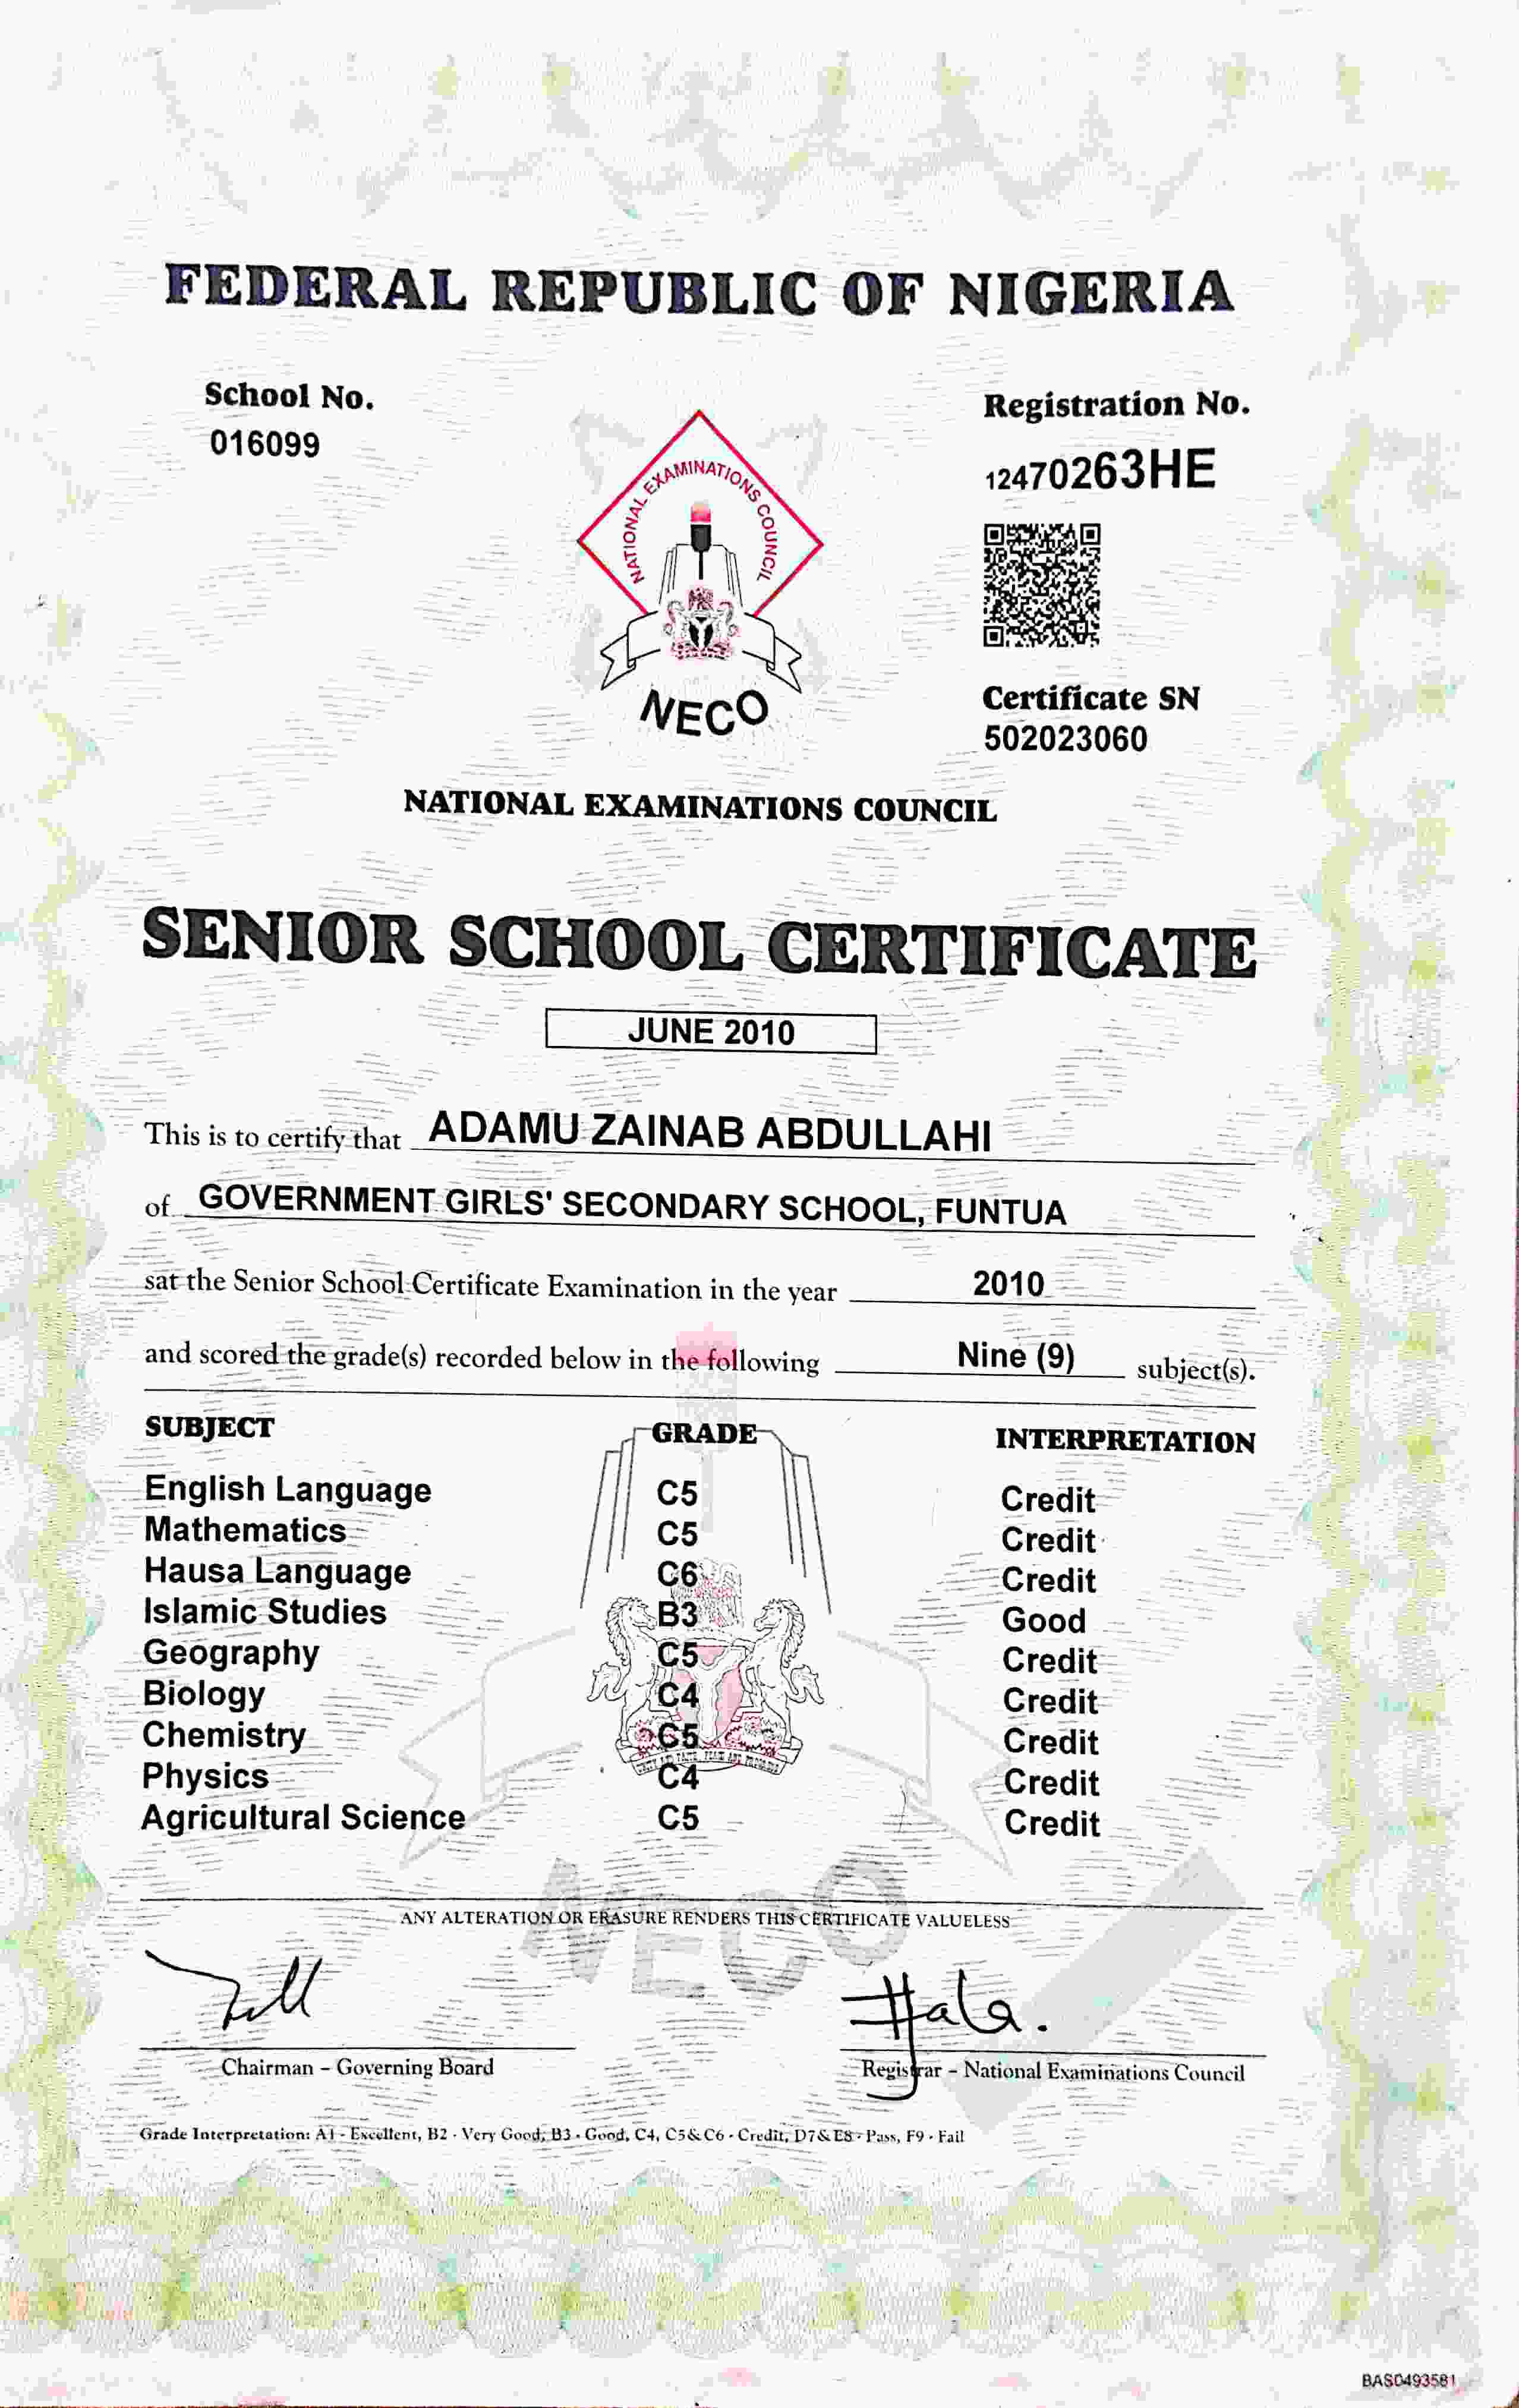 FEDERAL REPUBLIC OF NIGERIA
School No.
016099
Registration No.
12470263HE
NATIONAL EXAMINATIONS COUNCIL
NECO
Certificate SN
502023060
NATIONAL EXAMINATIONS COUNCIL
SENIOR SCHOOL CERTIFICATE
JUNE 2010
This is to certify that ADAMU ZAINAB ABDULLAHI
of GOVERNMENT GIRLS' SECONDARY SCHOOL, FUNTUA
sat the Senior School Certificate Examination in the year 2010
and scored the grade(s) recorded below in the following Nine (9) subject(s).
SUBJECT GRADE INTERPRETATION
English Language C5 Credit
Mathematics C5 Credit
Hausa Language C6 Credit
Islamic Studies B3 Good
Geography C5 Credit
Biology C4 Credit
Chemistry C5 Credit
Physics C4 Credit
Agricultural Science C5 Credit
NECO
ANY ALTERATION OR ERASURE RENDERS THIS CERTIFICATE VALUELESS
Chairman - Governing Board
Registrar - National Examinations Council
Grade Interpretation: A1 - Excellent, B2 - Very Good, B3 - Good, C4, C5 & C6 - Credit, D7 & E8 - Pass, F9 - Fail
BAS0493581